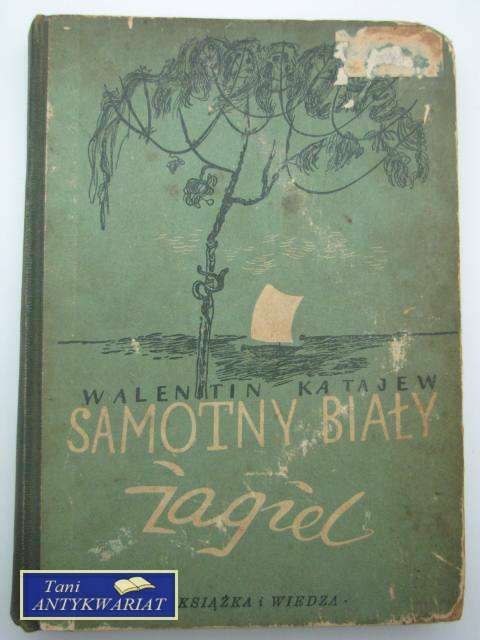 WALENTIN KATAJEW
SAMOTNY BIAŁY
żagiel
KSIĄŻKA i WIEDZA
Tani
ANTYKWARIAT